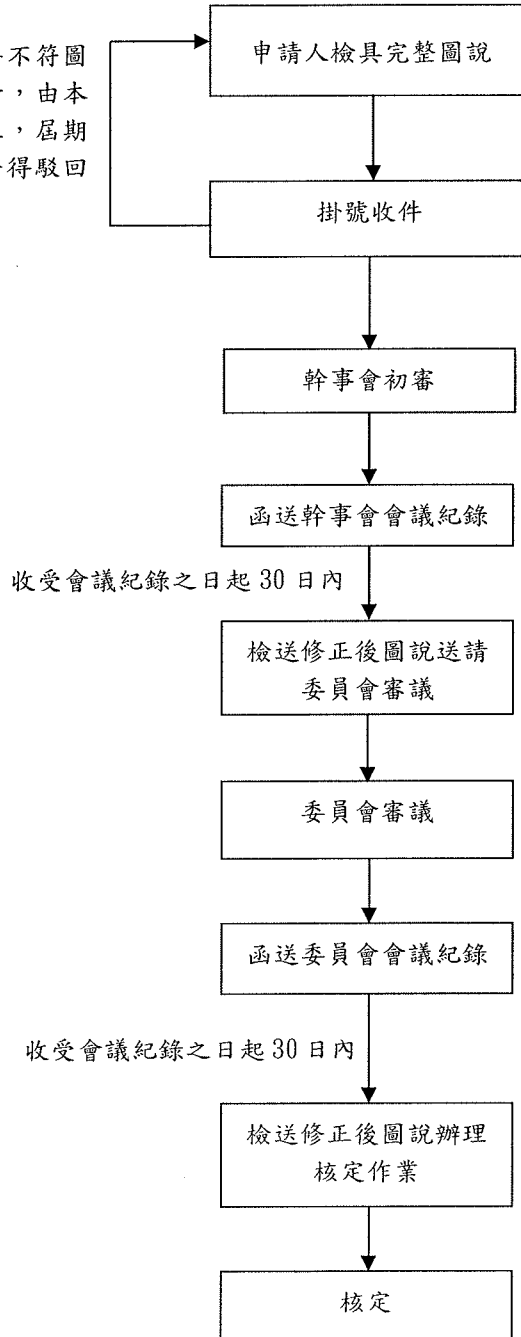 不符圖
，由本
，屆期
得駁回
申請人檢具完整圖說
掛號收件
幹事會初審
函送幹事會會議紀錄
收受會議紀錄之日起 30 日內
檢送修正後圖說送請
委員會審議
委員會審議
函送委員會會議紀錄
收受會議紀錄之日起 30 日內
檢送修正後圖說辦理
核定作業
核定